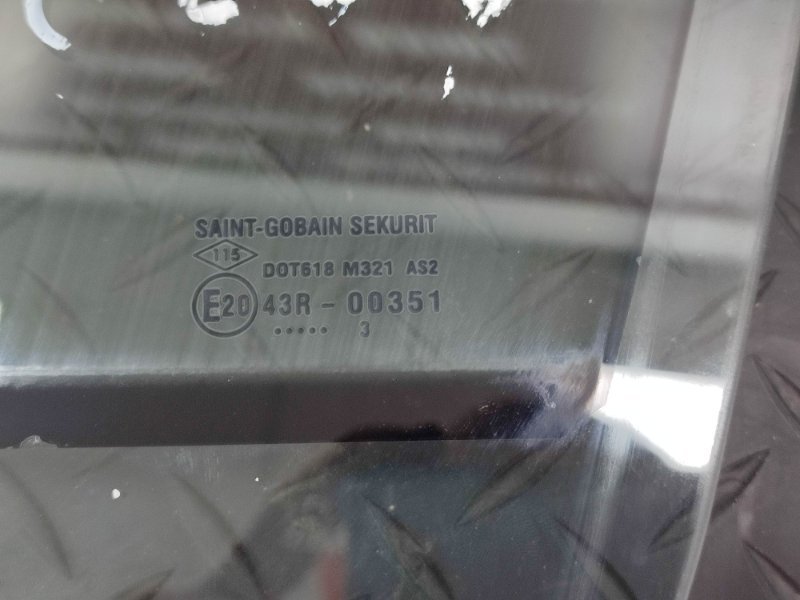 SAINT-GOBAIN SEKURIT
115
DOT618 M321 AS2
E20 43R - 00351
..... 3